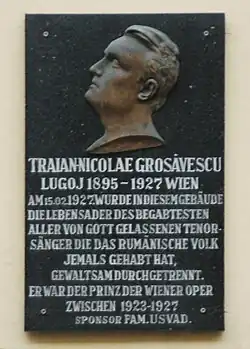 TRAIAN-NICOLAE GROSÂVESCU
LUGOJ 1895-1927 WIEN
AM 15.02.1927. WURDE IN DIESEM GEBÄUDE
DIE LEBENSADER DES BEGABTESTEN
ALLER VON GOTT GELASSENEN TENOR-
SÄNGER DIE DAS RUMÄNISCHE VOLK
JEMALS GEHABT HAT,
GEWALTSAM DURCHGETRENNT.
ER WAR DER PRINZ DER WIENER OPER
ZWISCHEN 1923-1927
SPONSOR FAM. USVAD.